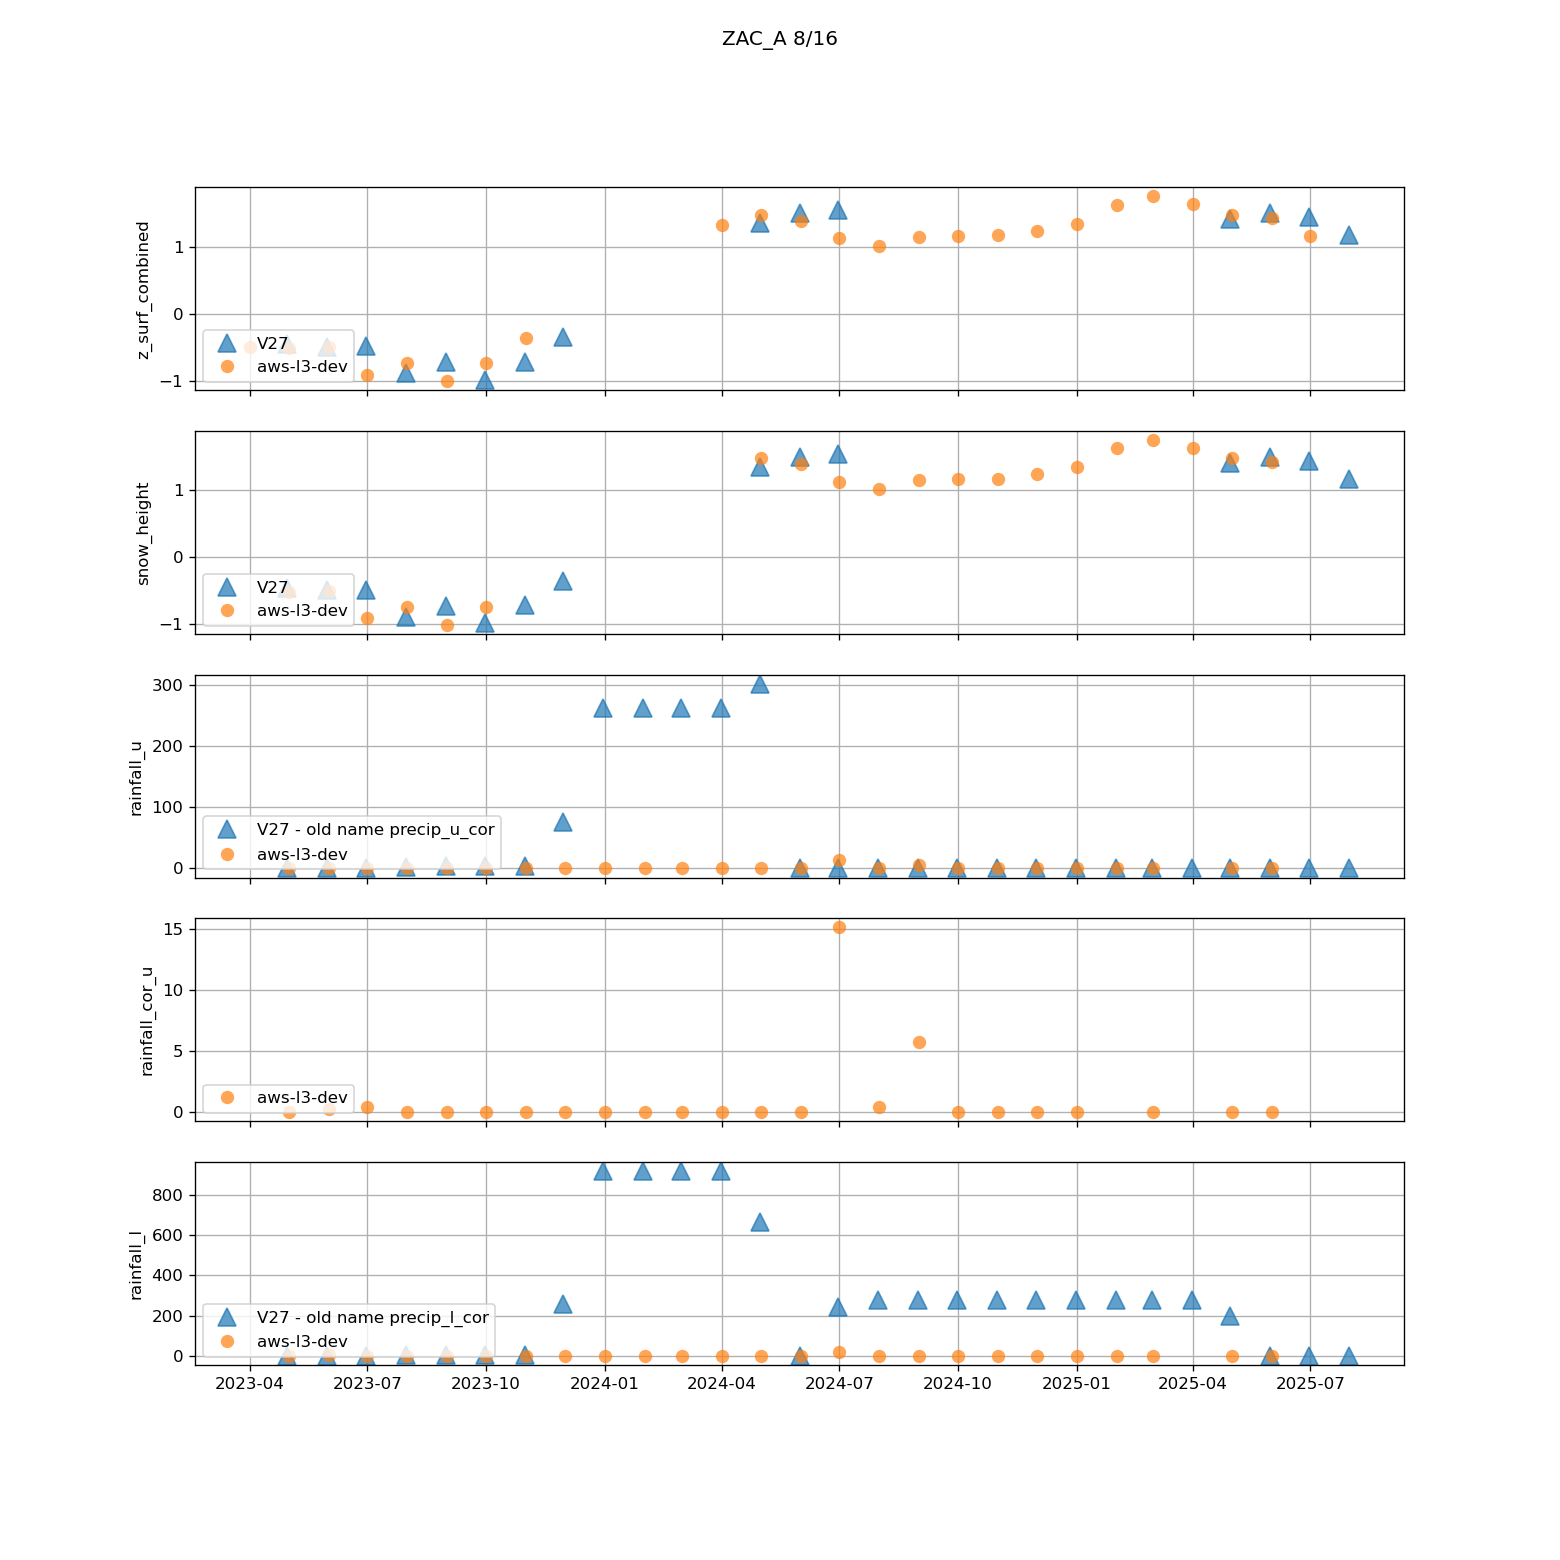 ZAC_A 8/16
z_surf_combined
1
0
−1
V27
aws-l3-dev
snow_height
1
0
−1
V27
aws-l3-dev
rainfall_u
300
200
100
0
V27 - old name precip_u_cor
aws-l3-dev
rainfall_cor_u
15
10
5
0
aws-l3-dev
rainfall_l
800
600
400
200
0
V27 - old name precip_l_cor
aws-l3-dev
2023-04 2023-07 2023-10 2024-01 2024-04 2024-07 2024-10 2025-01 2025-04 2025-07